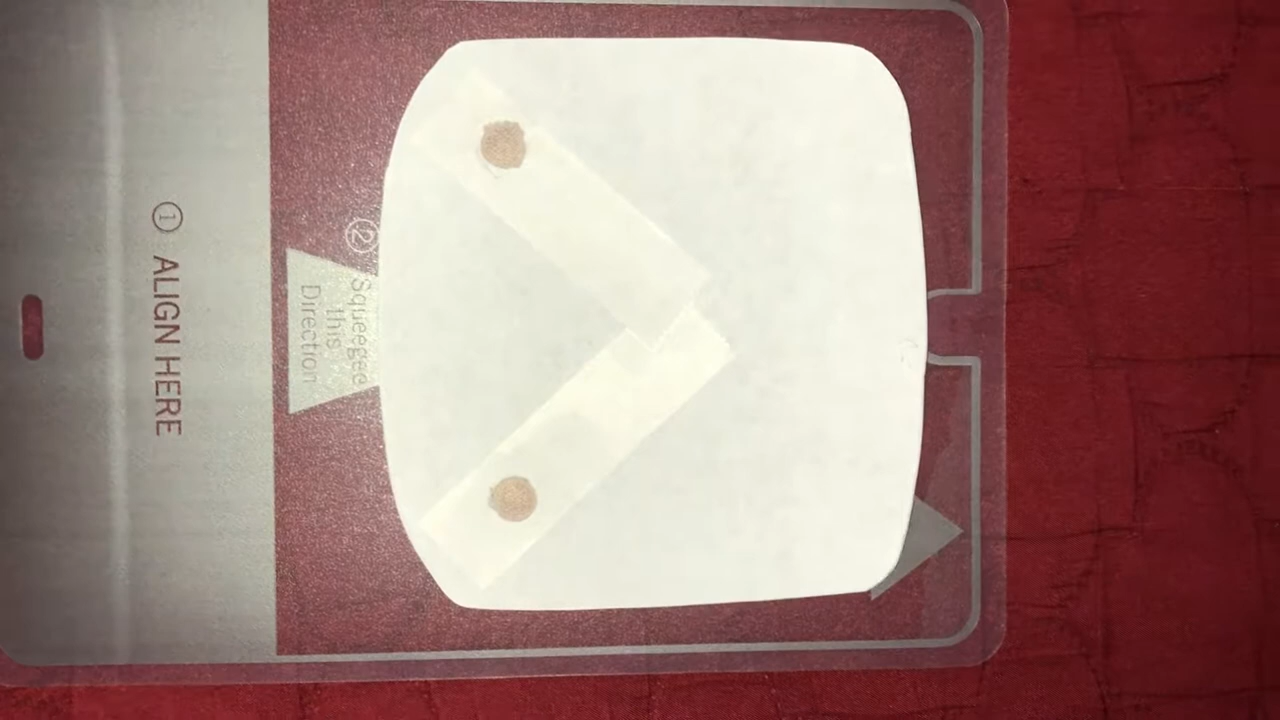 ① ALIGN HERE
② Squeegee
this
Direction